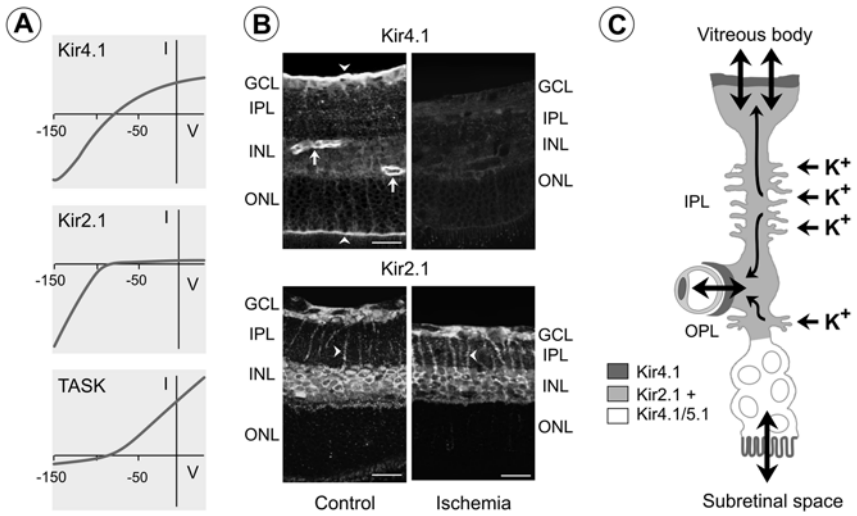 A
Kir4.1
I
-150
-50
V
Kir2.1
I
-150
-50
V
TASK
I
-150
-50
V
B
Kir4.1
GCL
IPL
INL
ONL
GCL
IPL
INL
ONL
Kir2.1
GCL
IPL
INL
ONL
GCL
IPL
INL
ONL
Control
Ischemia
C
Vitreous body
K+
K+
IPL
K+
OPL
K+
Kir4.1
Kir2.1 +
Kir4.1/5.1
Subretinal space